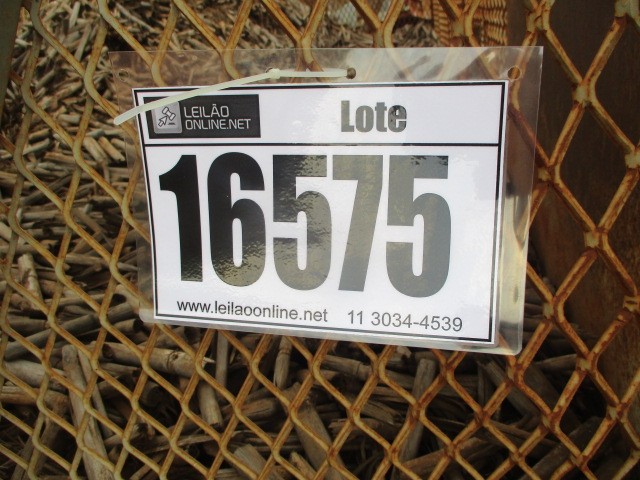 LEILÃO
ONLINE.NET
Lote
16575
www.leilaoonline.net 11 3034-4539